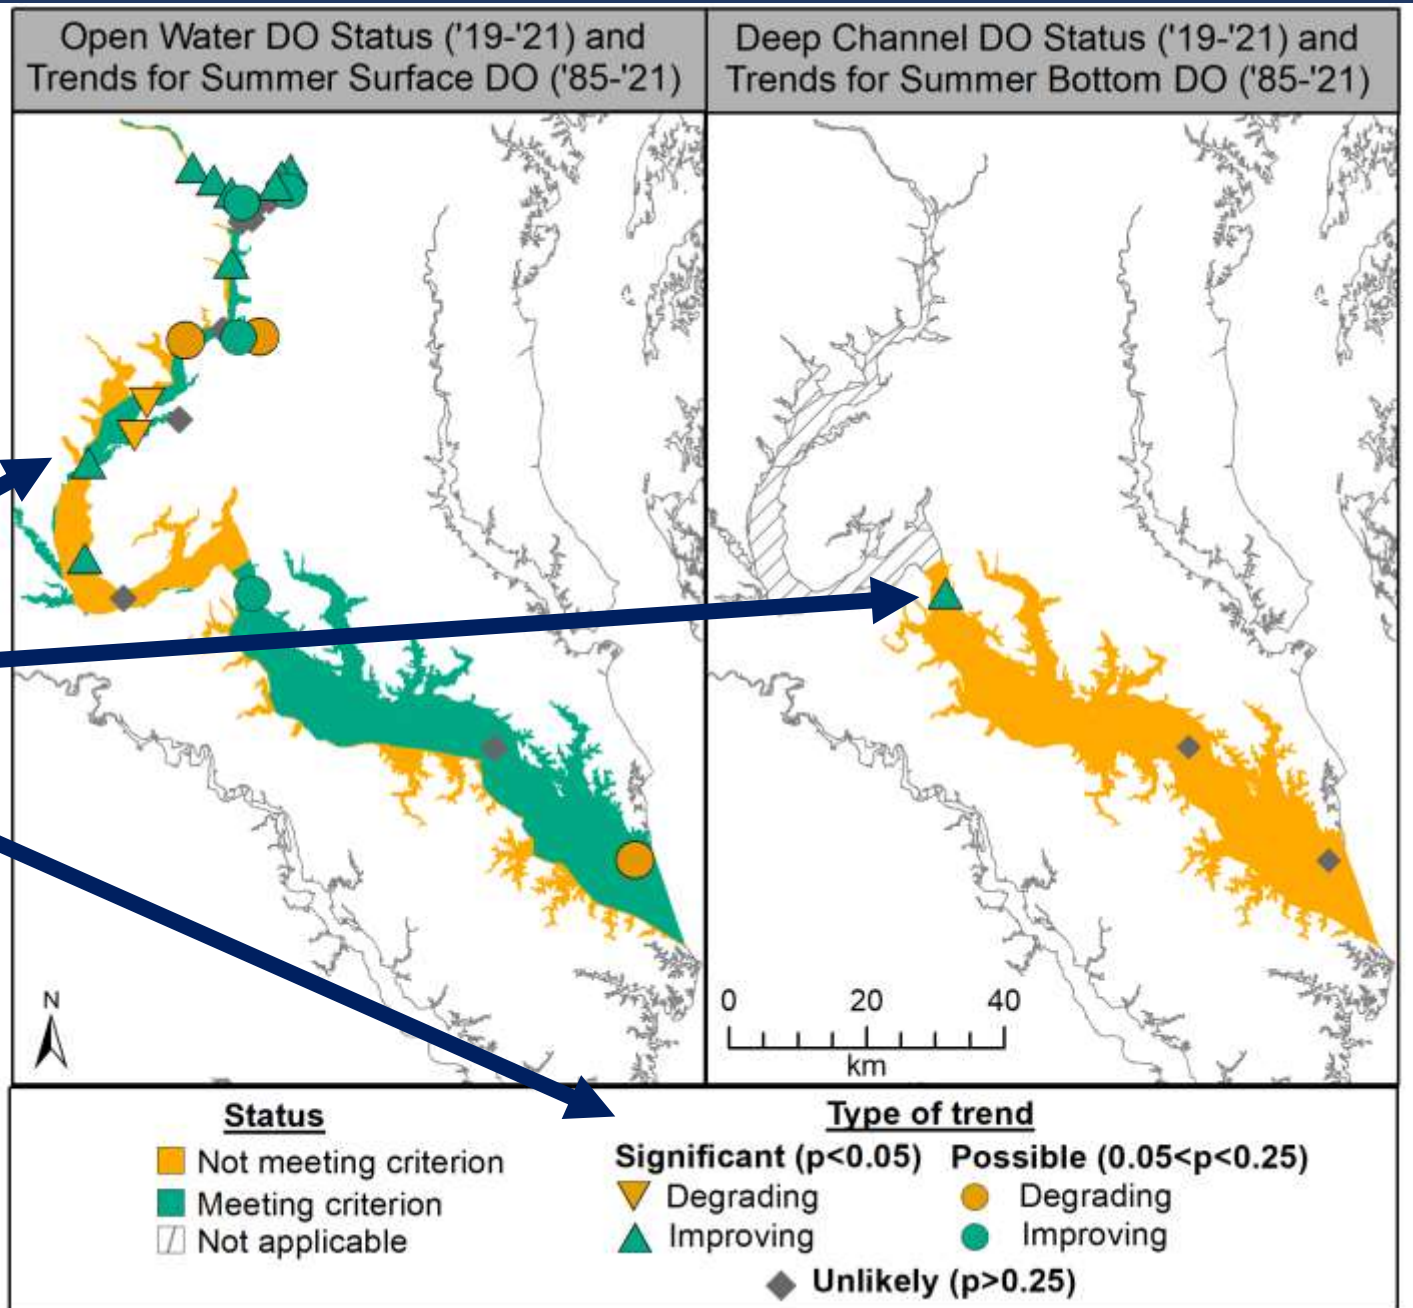 Open Water DO Status ('19-'21) and
Trends for Summer Surface DO ('85-'21)
Deep Channel DO Status ('19-'21) and
Trends for Summer Bottom DO ('85-'21)
N
0 20 40
km
Status
Not meeting criterion
Meeting criterion
Not applicable
Type of trend
Significant (p<0.05) Possible (0.05<p<0.25)
Degrading Degrading
Improving Improving
Unlikely (p>0.25)